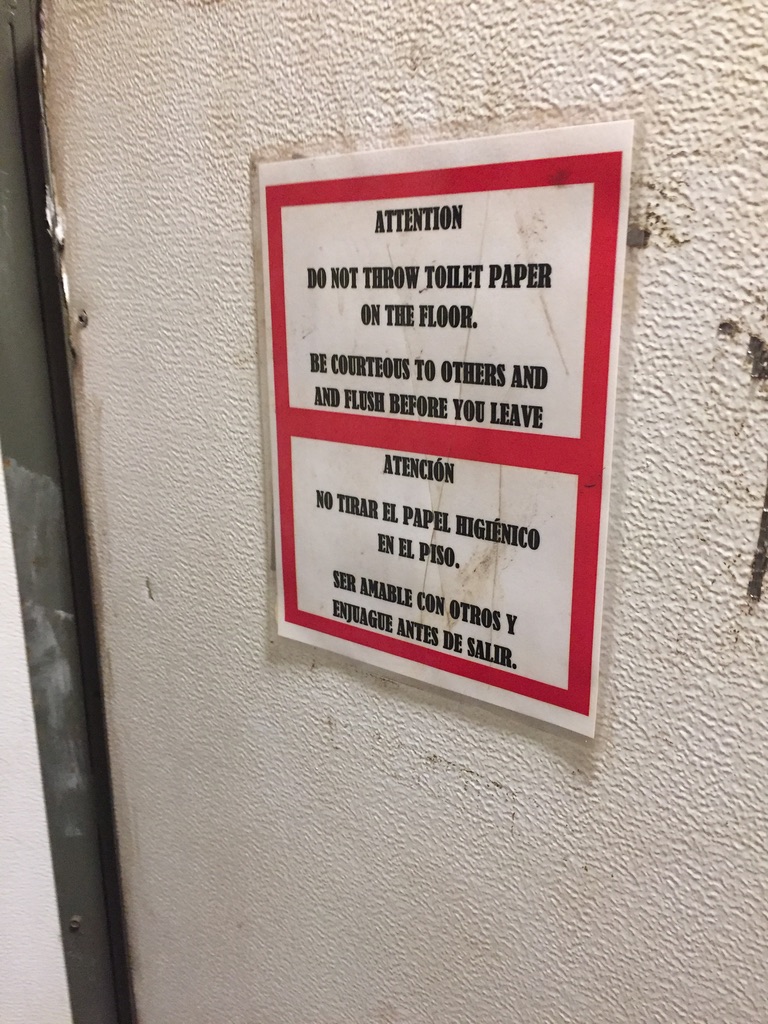 ATTENTION
DO NOT THROW TOILET PAPER
ON THE FLOOR.
BE COURTEOUS TO OTHERS AND
AND FLUSH BEFORE YOU LEAVE
ATENCIÓN
NO TIRAR EL PAPEL HIGIÉNICO
EN EL PISO.
SER AMABLE CON OTROS Y
ENJUAGUE ANTES DE SALIR.